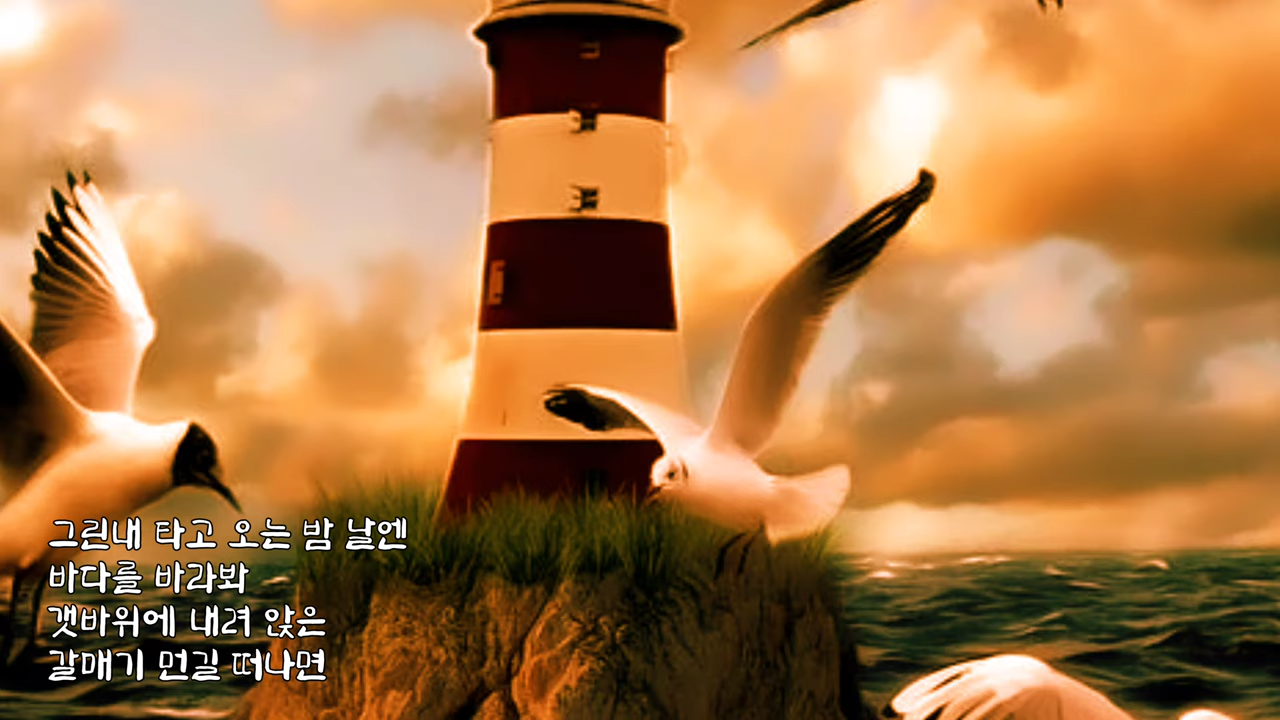 그린내 타고 오는 밤 날엔
바다를 바라봐
갯바위에 내려 앉은
갈매기 먼길 떠나면